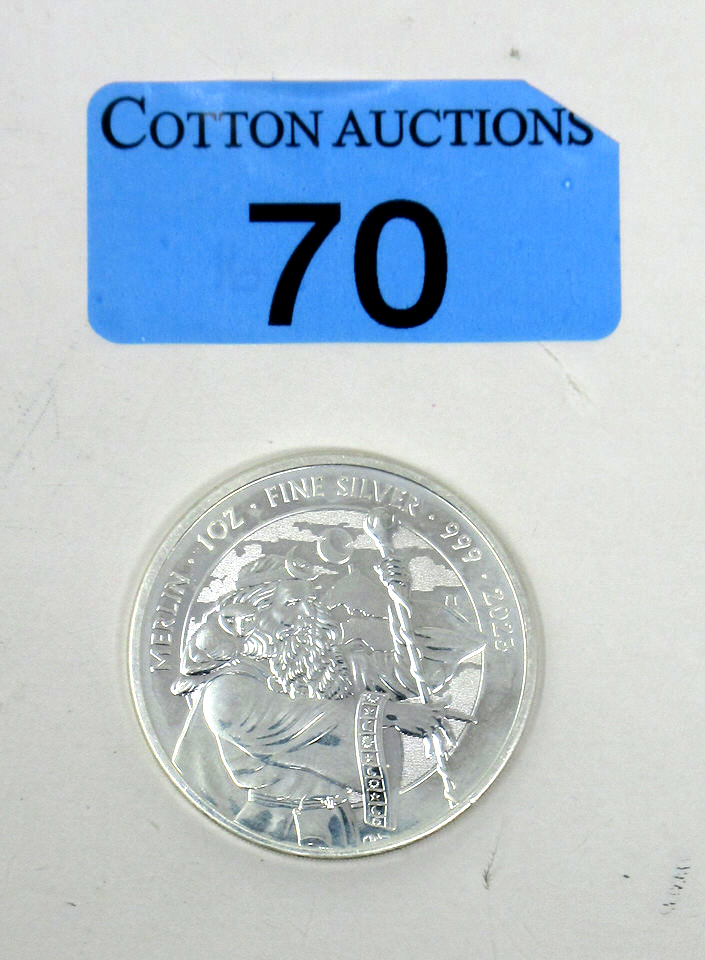 COTTON AUCTIONS
70
MERLIN · 1OZ · FINE SILVER · 999 · 2023